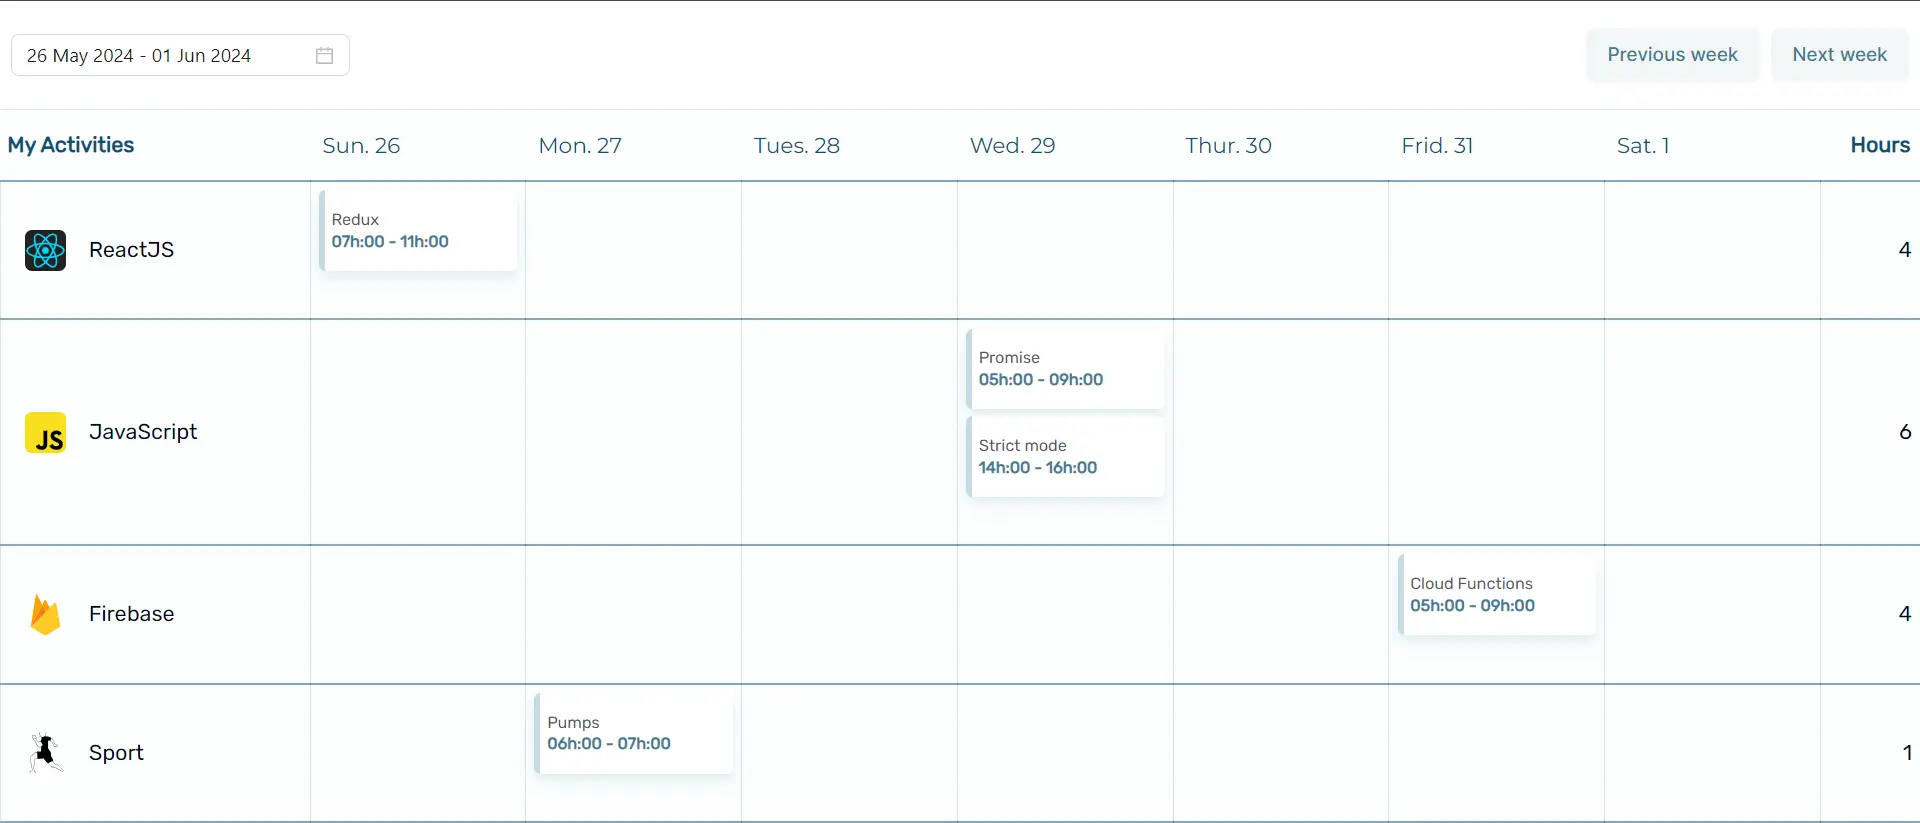 26 May 2024 - 01 Jun 2024
Previous week
Next week
My Activities
Sun. 26
Mon. 27
Tues. 28
Wed. 29
Thur. 30
Frid. 31
Sat. 1
Hours
ReactJS
Redux
07h:00 - 11h:00
4
JS
JavaScript
Promise
05h:00 - 09h:00
Strict mode
14h:00 - 16h:00
6
Firebase
Cloud Functions
05h:00 - 09h:00
4
Sport
Pumps
06h:00 - 07h:00
1